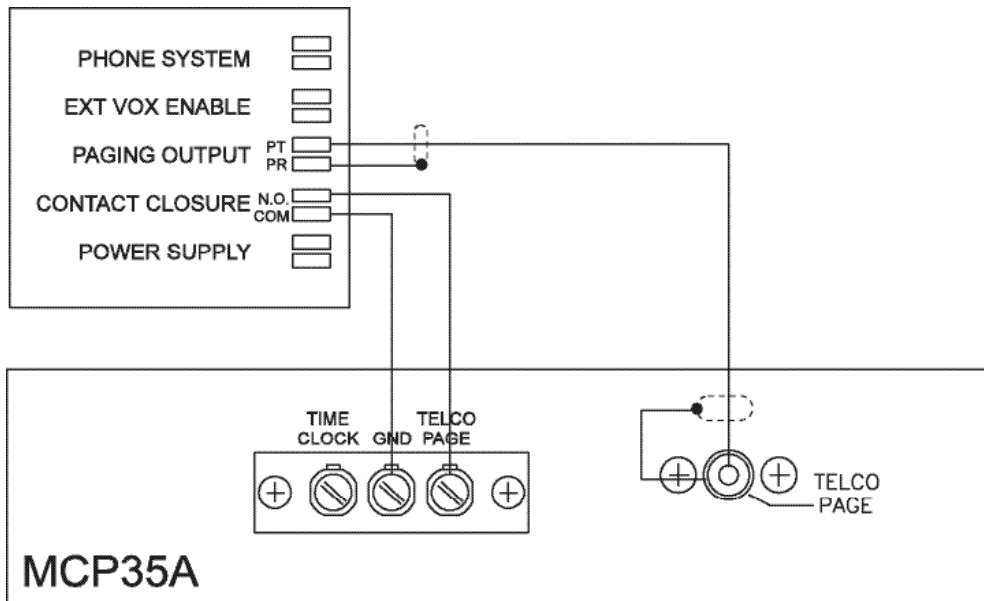 PHONE SYSTEM
EXT VOX ENABLE
PAGING OUTPUT
PT
PR
CONTACT CLOSURE
N.O.
COM
POWER SUPPLY
TIME
CLOCK
GND
TELCO
PAGE
TELCO
PAGE
MCP35A